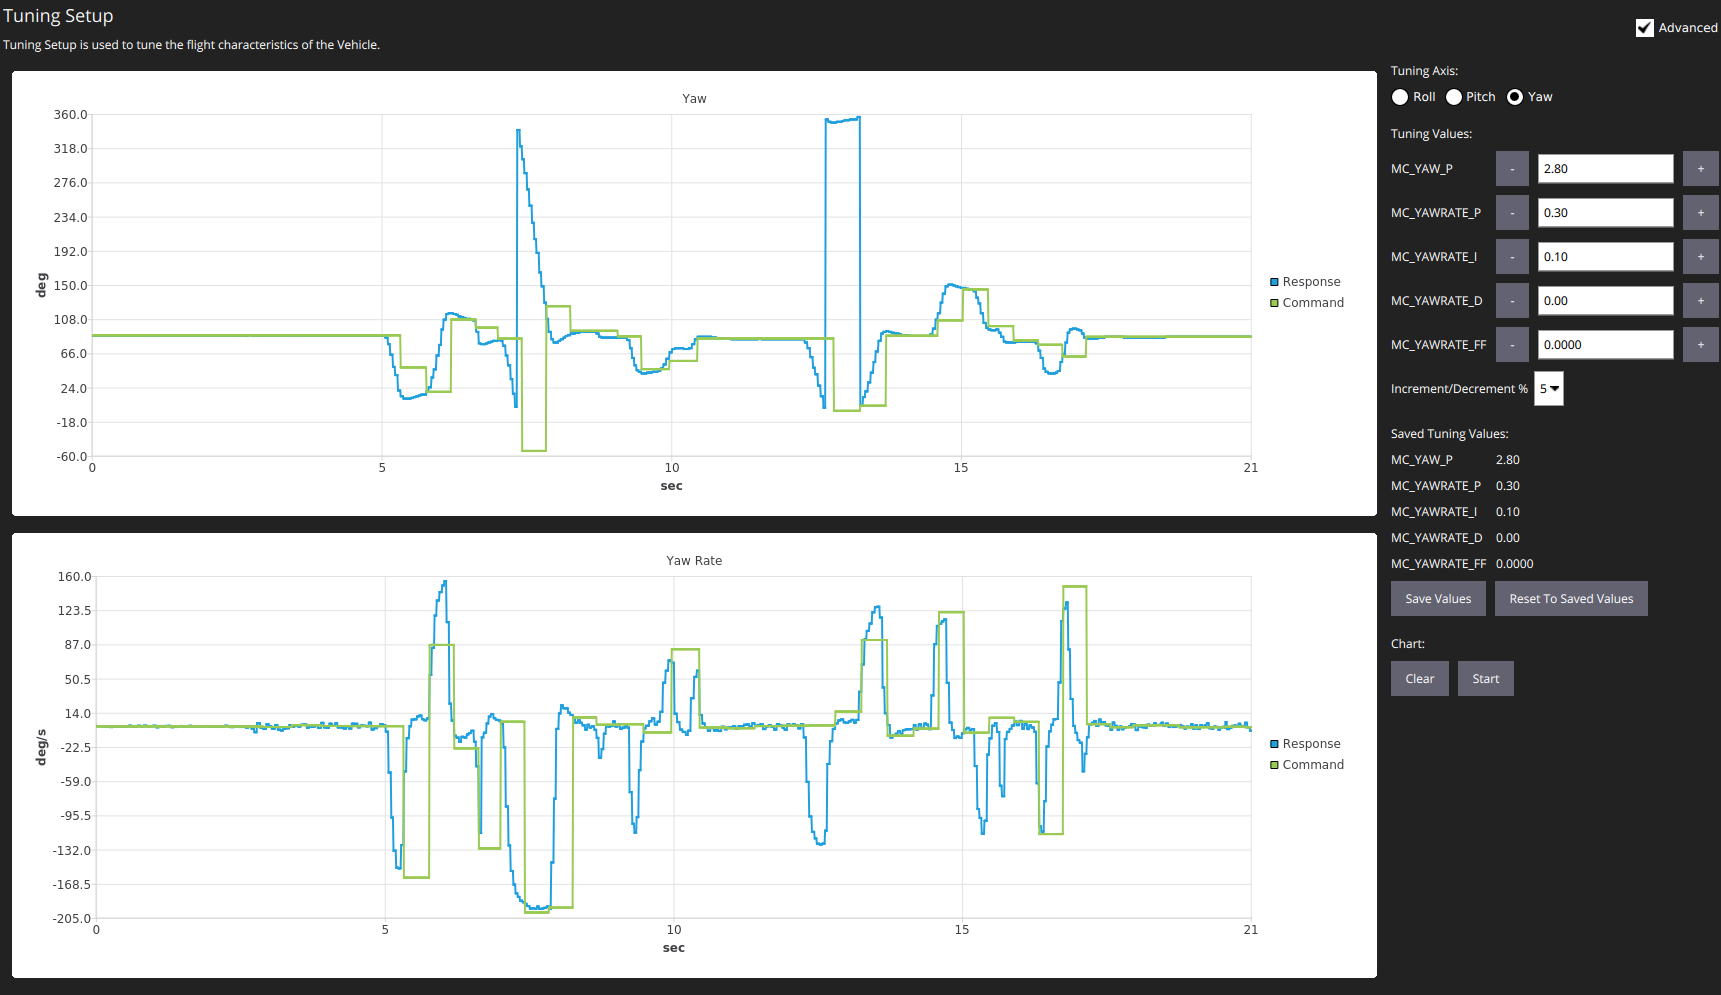 Tuning Setup
Tuning Setup is used to tune the flight characteristics of the Vehicle.
Advanced
Yaw
360.0
318.0
276.0
234.0
192.0
150.0
108.0
66.0
24.0
-18.0
-60.0
0 5 10 15 21
deg
sec
Response
Command
Yaw Rate
160.0
123.5
87.0
50.5
14.0
-22.5
-59.0
-95.5
-132.0
-168.5
-205.0
0 5 10 15 21
deg/s
sec
Response
Command
Tuning Axis:
Roll Pitch Yaw
Tuning Values:
MC_YAW_P - 2.80 +
MC_YAWRATE_P - 0.30 +
MC_YAWRATE_I - 0.10 +
MC_YAWRATE_D - 0.00 +
MC_YAWRATE_FF - 0.0000 +
Increment/Decrement % 5
Saved Tuning Values:
MC_YAW_P 2.80
MC_YAWRATE_P 0.30
MC_YAWRATE_I 0.10
MC_YAWRATE_D 0.00
MC_YAWRATE_FF 0.0000
Save Values Reset To Saved Values
Chart:
Clear Start